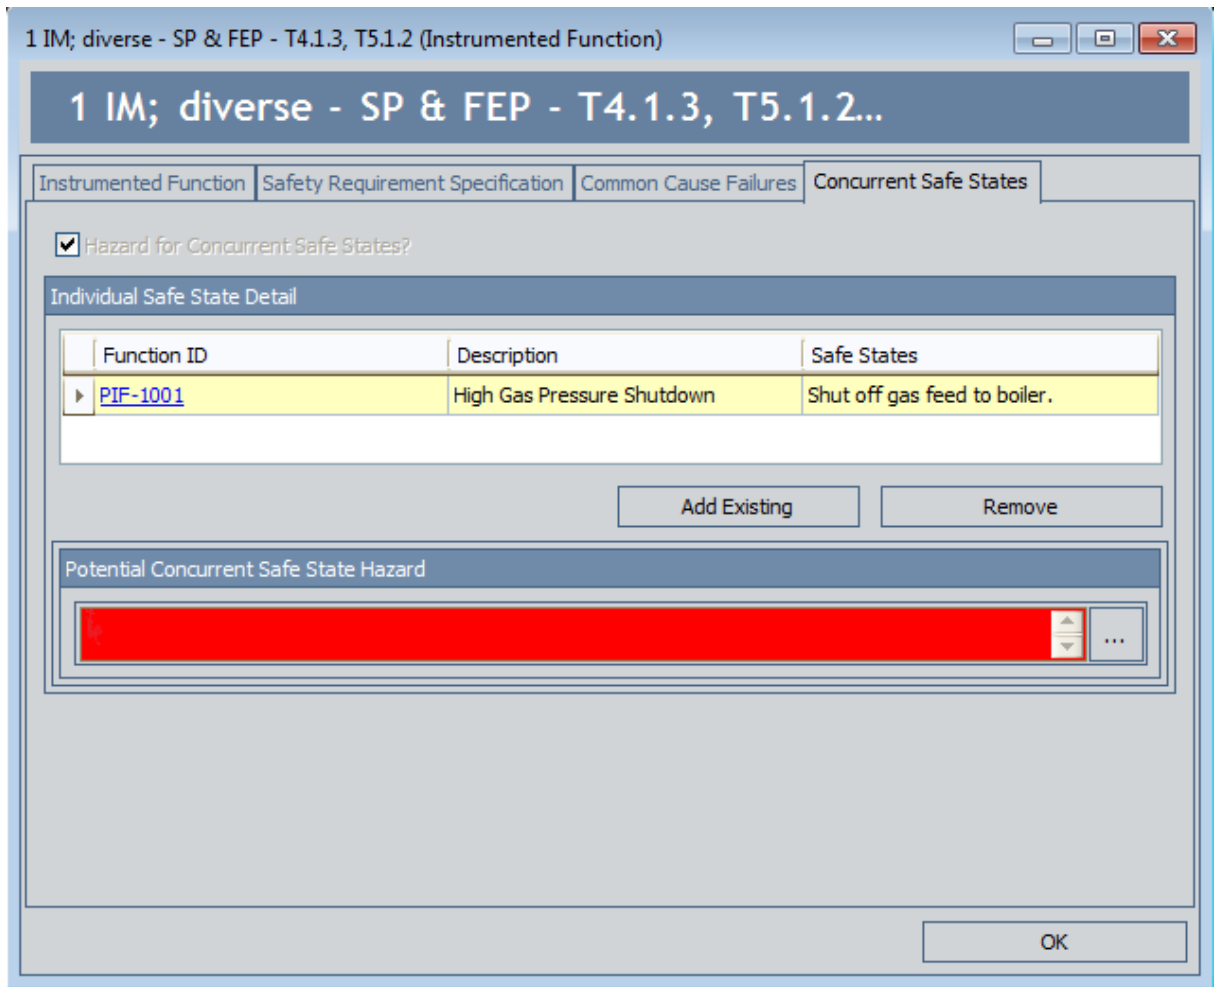 1 IM; diverse - SP & FEP - T4.1.3, T5.1.2 (Instrumented Function)
1 IM; diverse - SP & FEP - T4.1.3, T5.1.2...
Instrumented Function Safety Requirement Specification Common Cause Failures Concurrent Safe States
Hazard for Concurrent Safe States?
Individual Safe State Detail
Function ID Description Safe States
PIF-1001 High Gas Pressure Shutdown Shut off gas feed to boiler.
Add Existing Remove
Potential Concurrent Safe State Hazard
...
OK